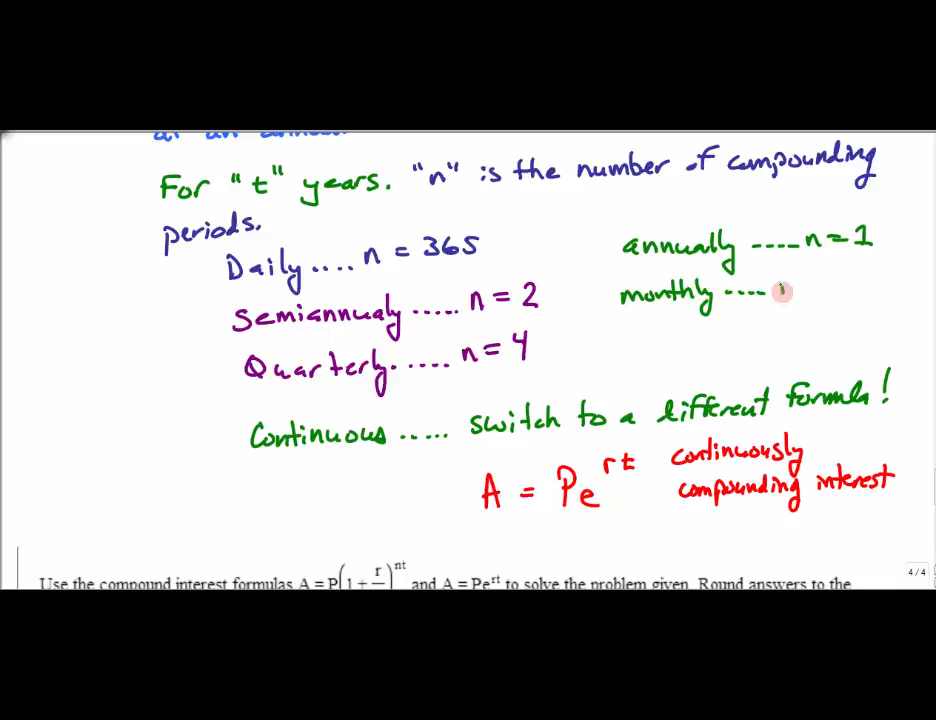 For "t" years. "n" is the number of compounding
periods.
Daily .... n = 365
annually .... n = 1
Semiannualy ..... n = 2
monthly ....
Quarterly...... n = 4
Continuous ..... switch to a different formula!
A = Pe^rt continuously
compounding interest
4 / 4
Use the compound interest formulas A = P(1 + r/ )^nt and A = Pe^rt to solve the problem given. Round answers to the